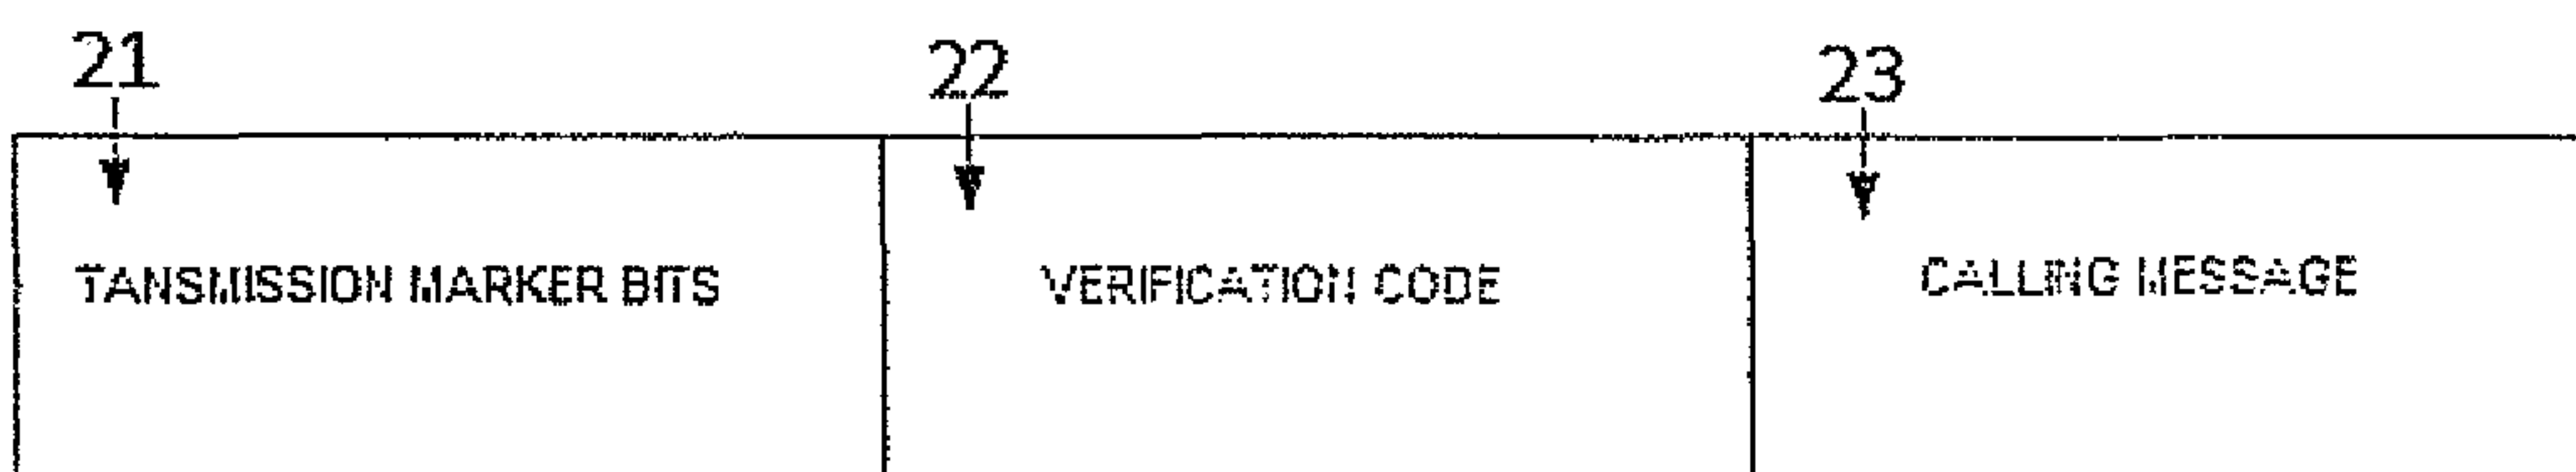 21 22 23
TANSMISSION MARKER BITS VERIFICATION CODE CALLING MESSAGE